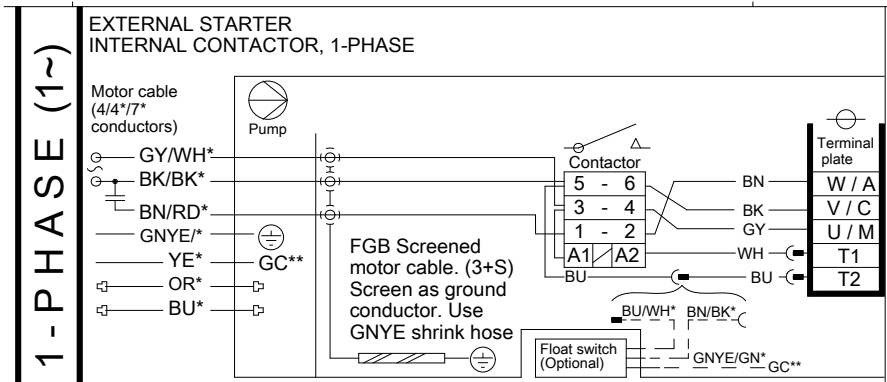 1-PHASE (1~)
EXTERNAL STARTER
INTERNAL CONTACTOR, 1-PHASE
Motor cable
(4/4*/7*
conductors)
Pump
GY/WH*
BK/BK*
BN/RD*
GNYE/*
YE*
GC**
OR*
BU*
FGB Screened
motor cable. (3+S)
Screen as ground
conductor. Use
GNYE shrink hose
Contactor
5 - 6
3 - 4
1 - 2
A1 A2
BU
BN
BK
GY
WH
BU
Terminal
plate
W / A
V / C
U / M
T1
T2
BU/WH* BN/BK*
Float switch
(Optional)
GNYE/GN*
GC**